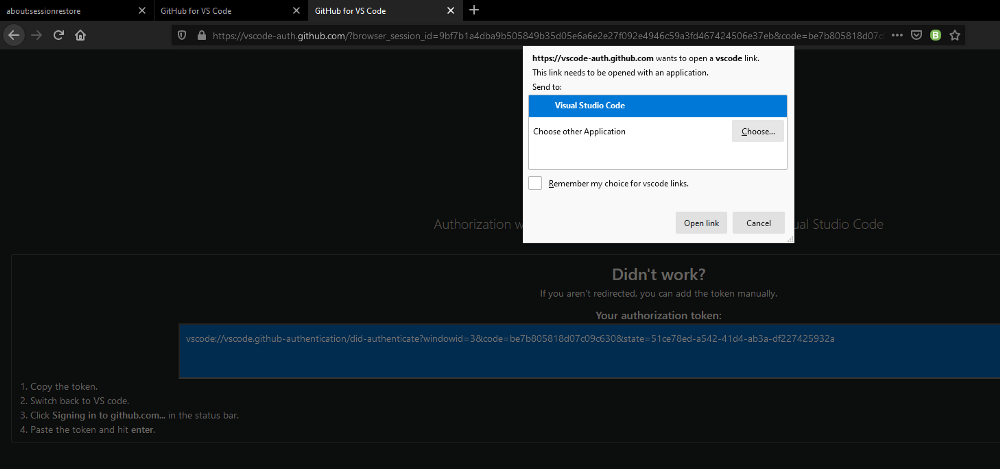 about:sessionrestore
GitHub for VS Code
GitHub for VS Code
https://vscode-auth.github.com/?browser_session_id=9bf7b1a4dba9b505849b35d05e6a6e2e27f092e4946c59a3fd467424506e37eb&code=be7b805818d07c
https://vscode-auth.github.com wants to open a vscode link.
This link needs to be opened with an application.
Send to:
Visual Studio Code
Choose other Application
Choose...
Remember my choice for vscode links.
Open link
Cancel
Authorization w
ual Studio Code
Didn't work?
If you aren't redirected, you can add the token manually.
Your authorization token:
vscode://vscode.github-authentication/did-authenticate?windowid=3&code=be7b805818d07c09c6308&state=51ce78ed-a542-41d4-ab3a-df227425932a
1. Copy the token.
2. Switch back to VS code.
3. Click Signing in to github.com... in the status bar.
4. Paste the token and hit enter.